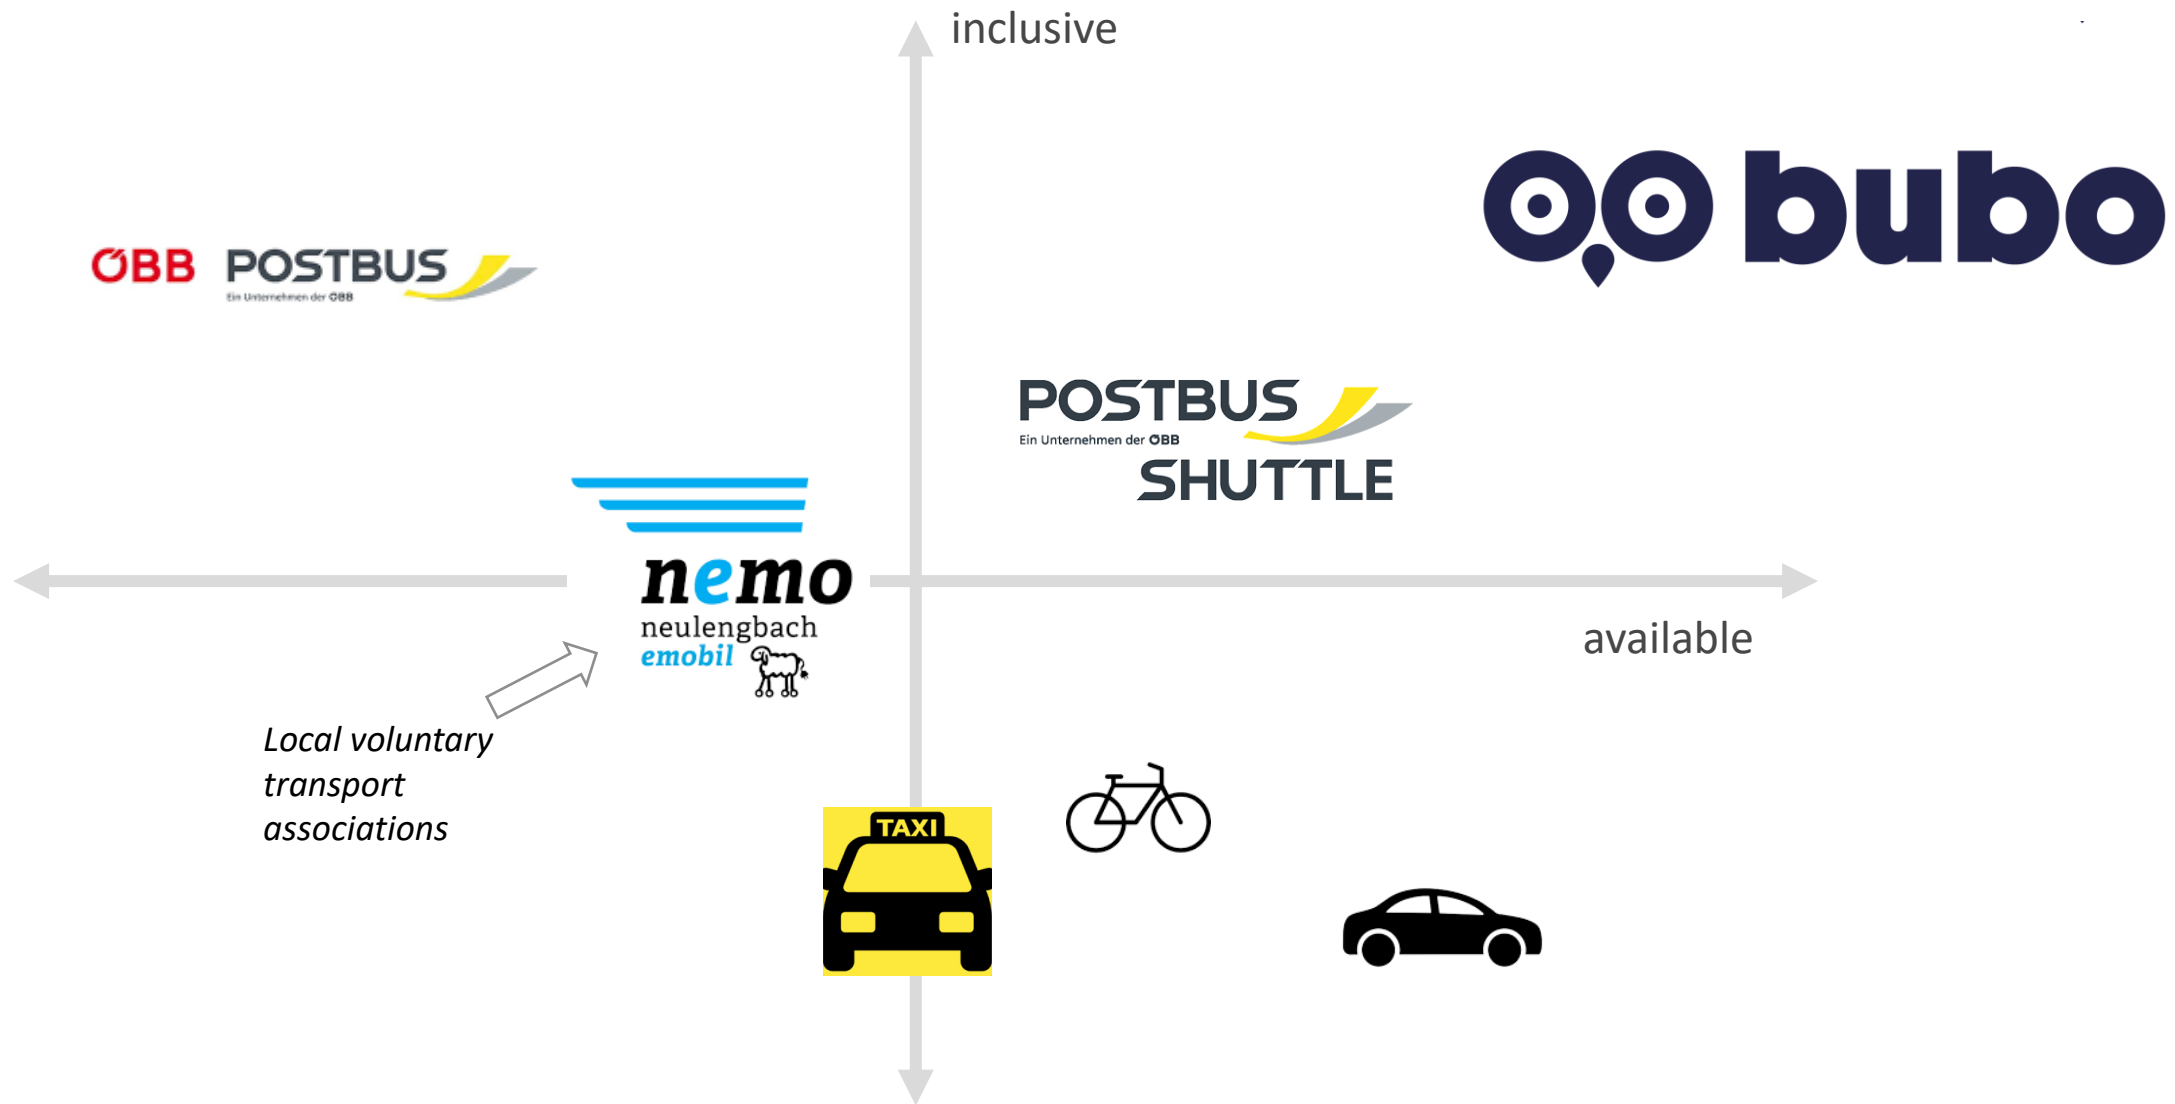 inclusive
bubo
ÖBB POSTBUS
Ein Unternehmen der ÖBB
POSTBUS
Ein Unternehmen der ÖBB
SHUTTLE
nemo
neulengbach
emobil
available
Local voluntary
transport
associations
TAXI